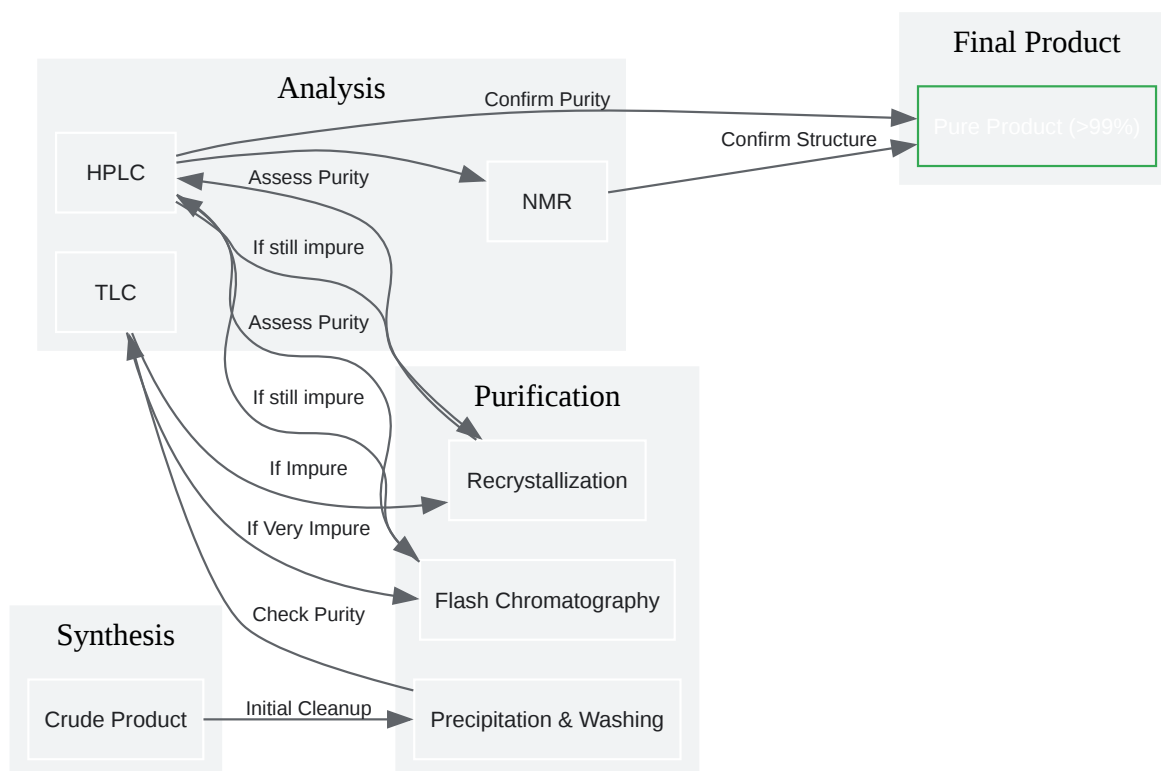 Final Product
Pure Product (>99%)
Analysis
Confirm Purity
Confirm Structure
HPLC
Assess Purity
NMR
If still impure
TLC
Assess Purity
If still impure
Purification
Recrystallization
If Impure
If Very Impure
Flash Chromatography
Check Purity
Synthesis
Crude Product
Initial Cleanup
Precipitation & Washing